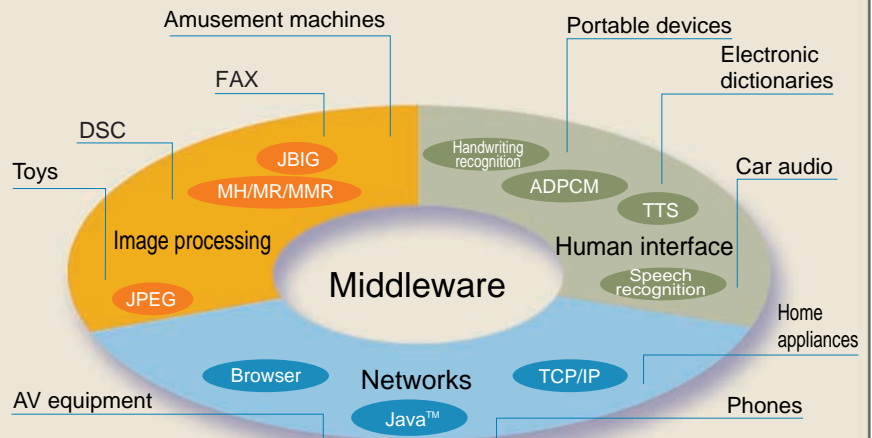 Amusement machines
Portable devices
Electronic
dictionaries
FAX
DSC
Toys
Car audio
JBIG
MH/MR/MMR
Image processing
JPEG
Handwriting
recognition
ADPCM
TTS
Human interface
Speech
recognition
Middleware
Home
appliances
Browser
Networks
TCP/IP
Java™
AV equipment
Phones